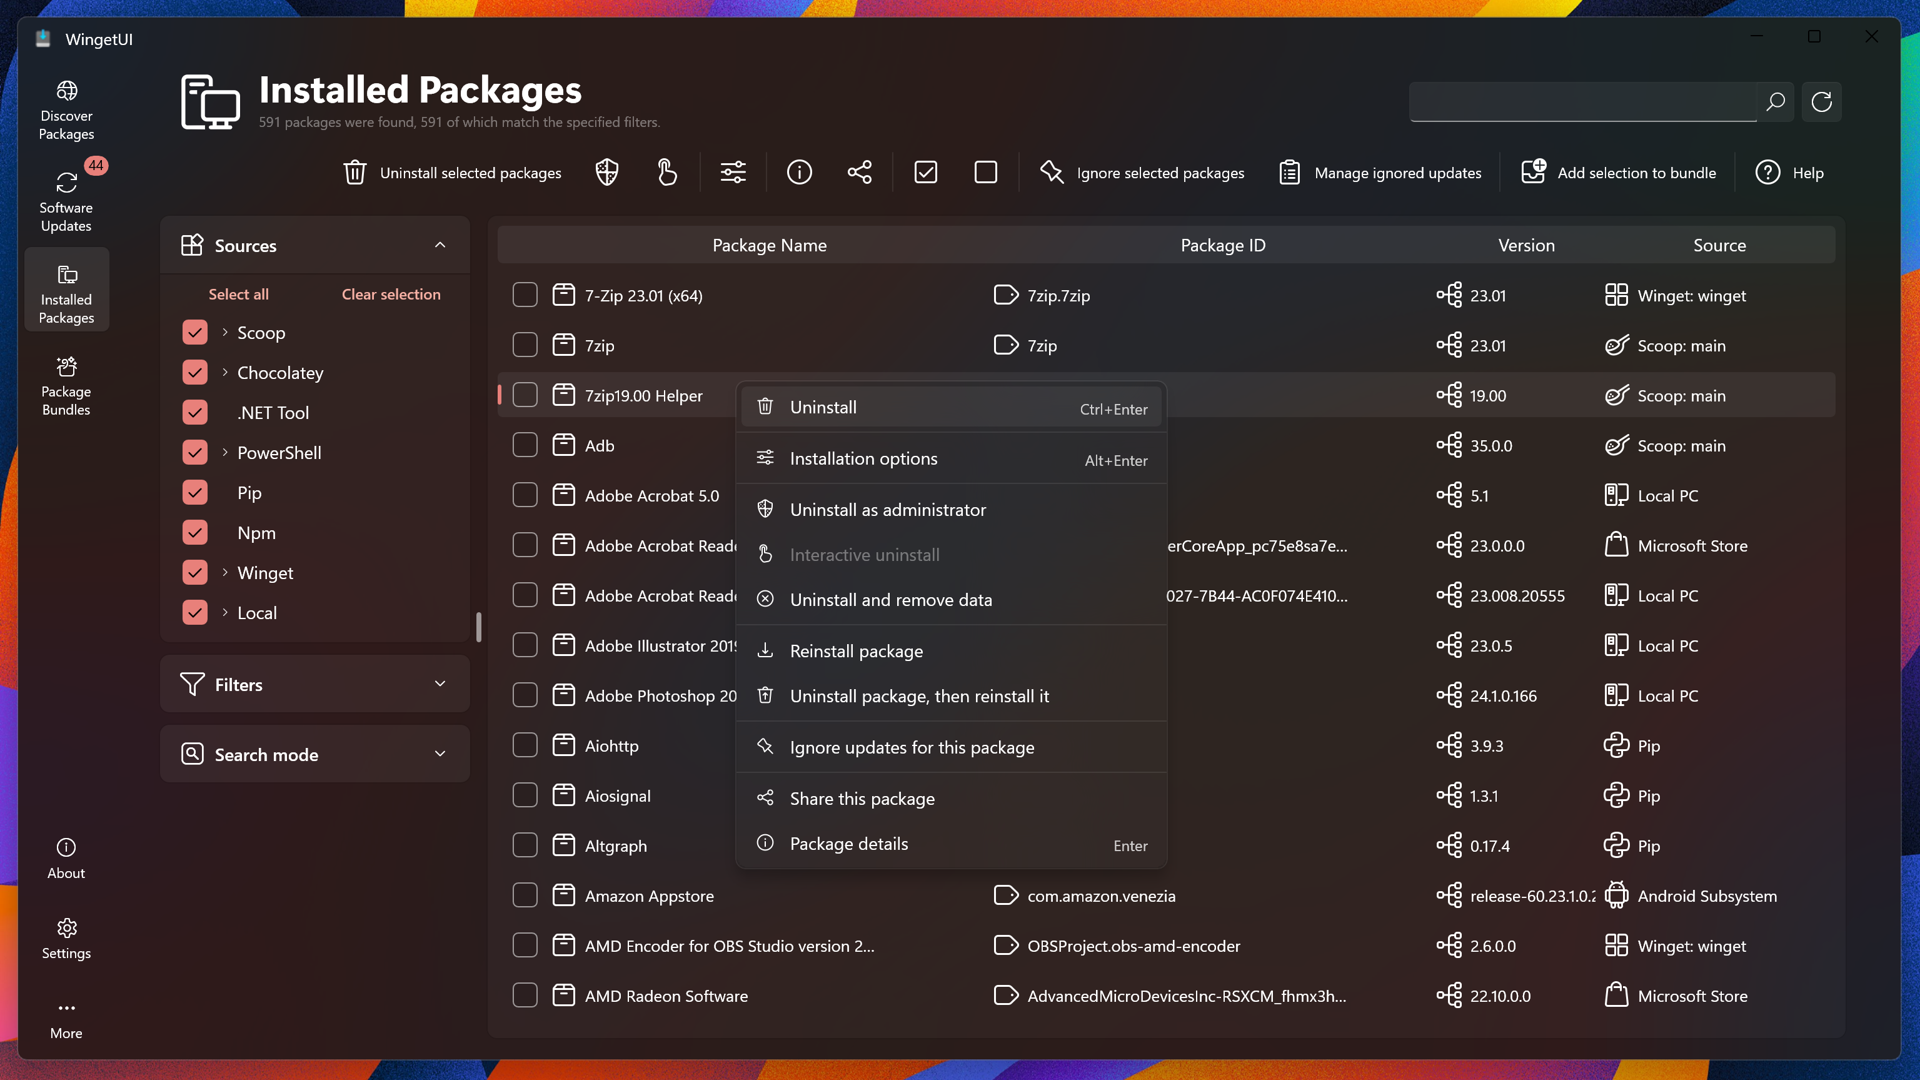 WingetUI
Discover
Packages
44
Software
Updates
Installed
Packages
Package
Bundles
About
Settings
More
Installed Packages
591 packages were found, 591 of which match the specified filters.
Uninstall selected packages
Ignore selected packages
Manage ignored updates
Add selection to bundle
Help
Sources
Select all
Clear selection
Scoop
Chocolatey
.NET Tool
PowerShell
Pip
Npm
Winget
Local
Filters
Search mode
Package Name Package ID Version Source
7-Zip 23.01 (x64) 7zip.7zip 23.01 Winget: winget
7zip 7zip 23.01 Scoop: main
7zip19.00 Helper 19.00 Scoop: main
Adb 35.0.0 Scoop: main
Adobe Acrobat 5.0 5.1 Local PC
Adobe Acrobat Reade erCoreApp_pc75e8sa7e... 23.0.0.0 Microsoft Store
Adobe Acrobat Reade 027-7B44-AC0F074E410... 23.008.20555 Local PC
Adobe Illustrator 2019 23.0.5 Local PC
Adobe Photoshop 20 24.1.0.166 Local PC
Aiohttp 3.9.3 Pip
Aiosignal 1.3.1 Pip
Altgraph 0.17.4 Pip
Amazon Appstore com.amazon.venezia release-60.23.1.0.2 Android Subsystem
AMD Encoder for OBS Studio version 2... OBSProject.obs-amd-encoder 2.6.0.0 Winget: winget
AMD Radeon Software AdvancedMicroDevicesInc-RSXCM_fhmx3h... 22.10.0.0 Microsoft Store
Uninstall Ctrl+Enter
Installation options Alt+Enter
Uninstall as administrator
Interactive uninstall
Uninstall and remove data
Reinstall package
Uninstall package, then reinstall it
Ignore updates for this package
Share this package
Package details Enter